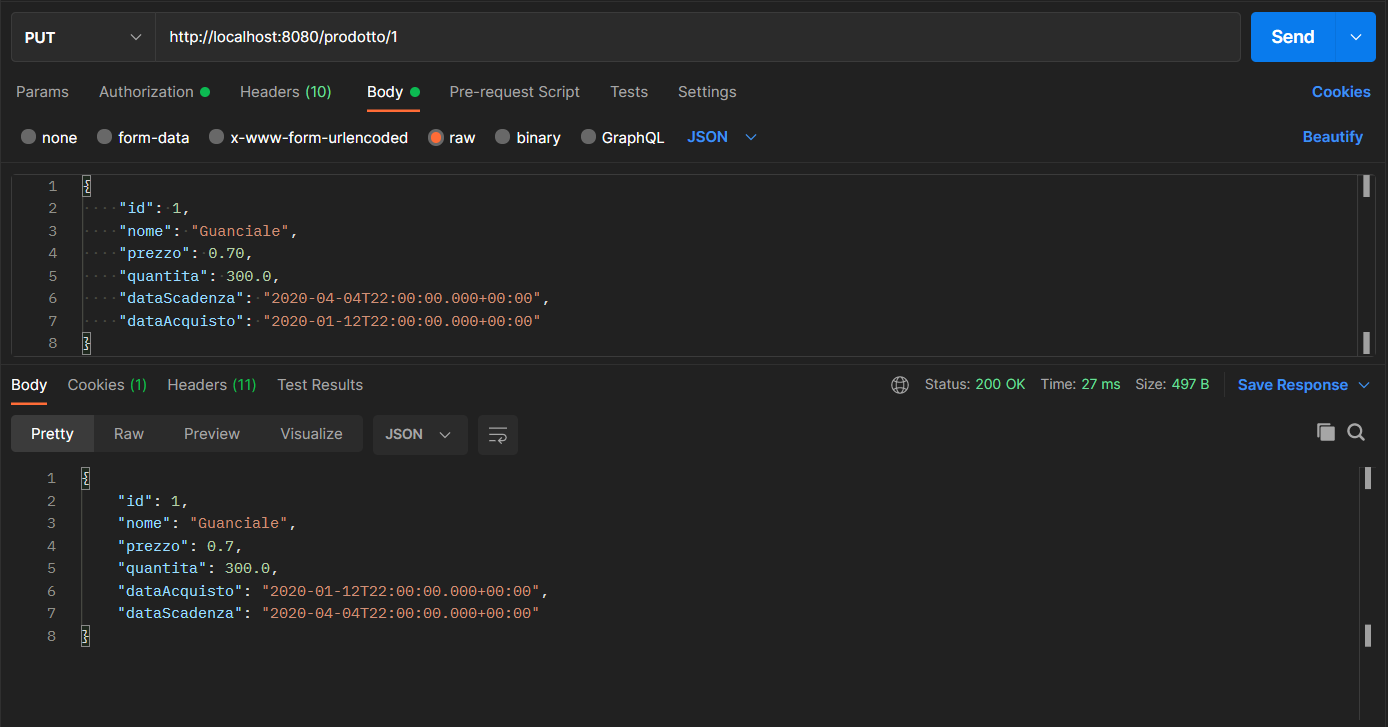 PUT http://localhost:8080/prodotto/1 Send
Params Authorization Headers (10) Body Pre-request Script Tests Settings Cookies
none form-data x-www-form-urlencoded raw binary GraphQL JSON Beautify
1 {
2 "id": 1,
3 "nome": "Guanciale",
4 "prezzo": 0.70,
5 "quantita": 300.0,
6 "dataScadenza": "2020-04-04T22:00:00.000+00:00",
7 "dataAcquisto": "2020-01-12T22:00:00.000+00:00"
8 }
Body Cookies (1) Headers (11) Test Results Status: 200 OK Time: 27 ms Size: 497 B Save Response
Pretty Raw Preview Visualize JSON
1 {
2 "id": 1,
3 "nome": "Guanciale",
4 "prezzo": 0.7,
5 "quantita": 300.0,
6 "dataAcquisto": "2020-01-12T22:00:00.000+00:00",
7 "dataScadenza": "2020-04-04T22:00:00.000+00:00"
8 }